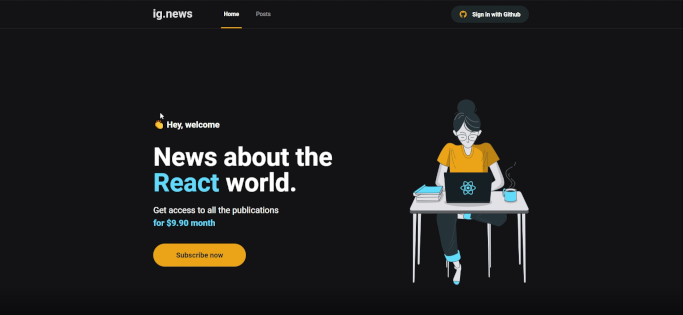 ig.news
Home
Posts
Sign in with Github
👏 Hey, welcome
News about the
React world.
Get access to all the publications
for $9.90 month
Subscribe now